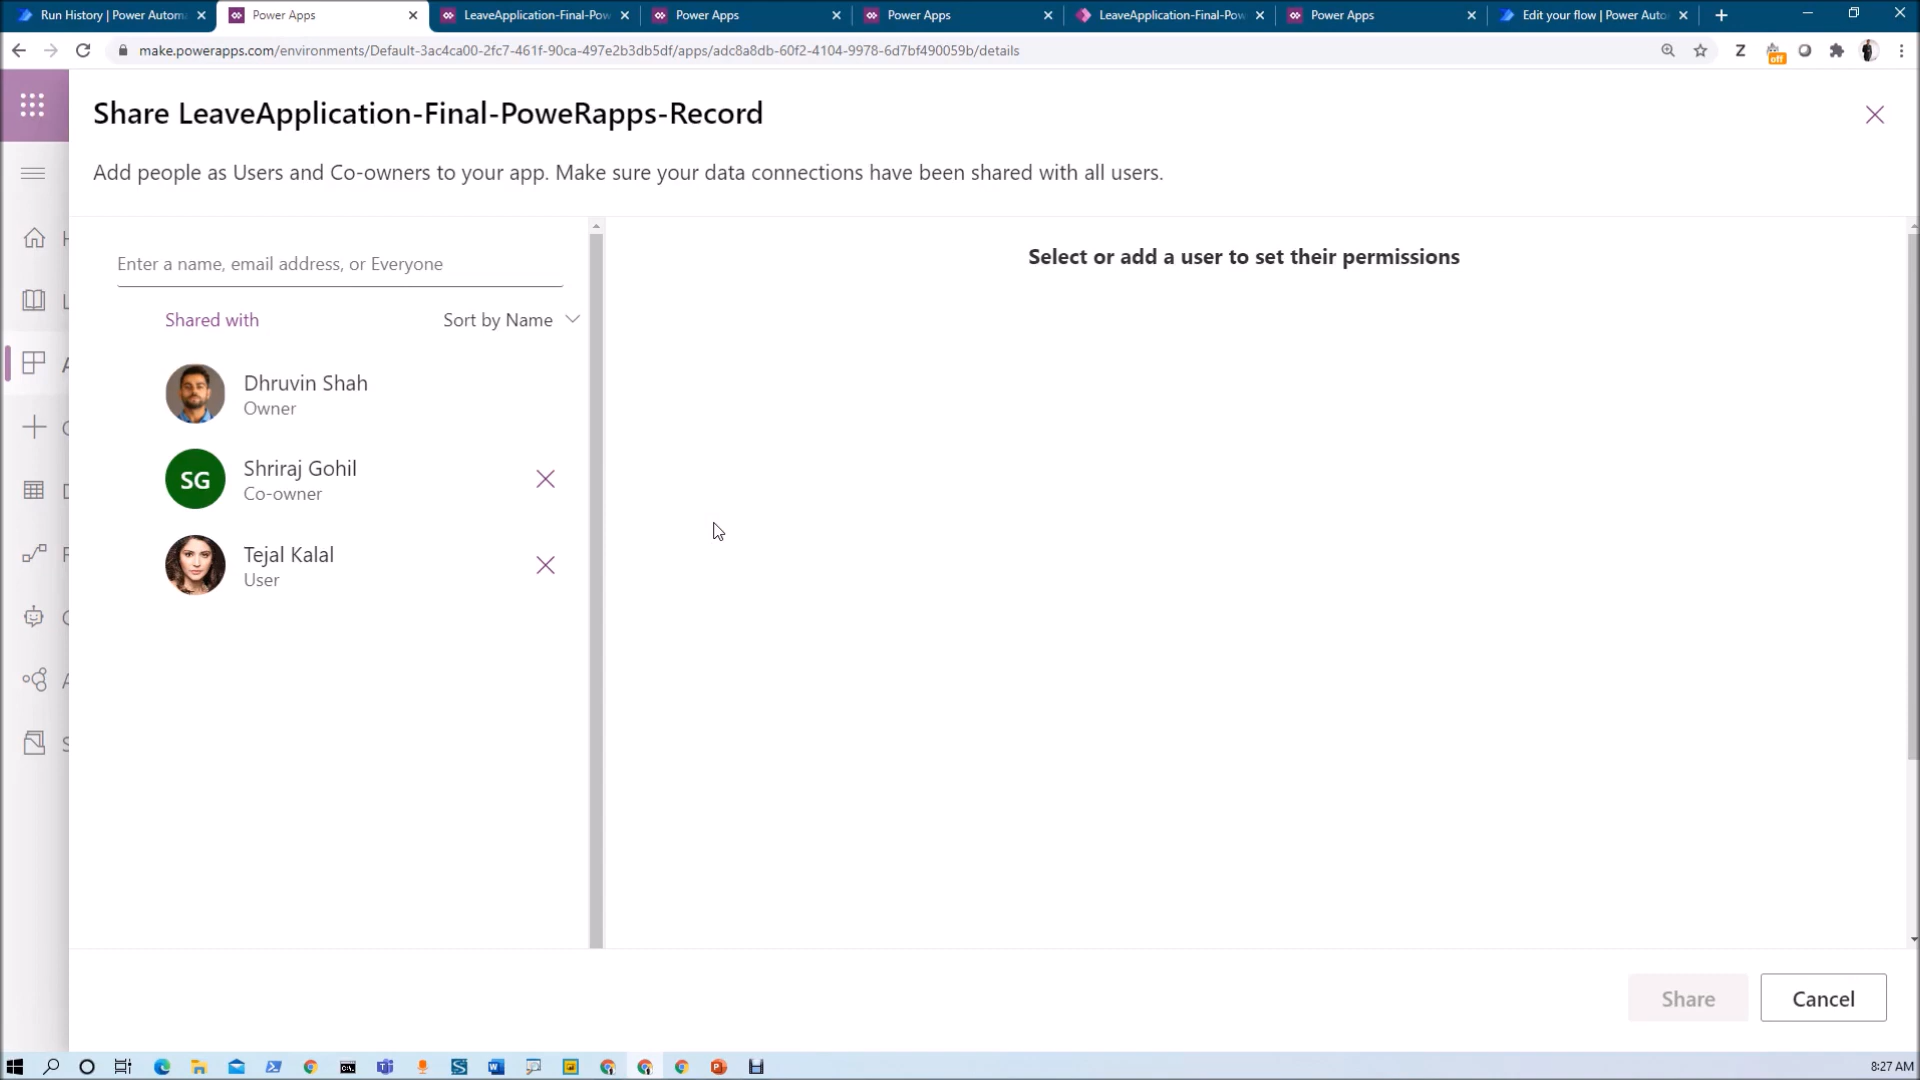 Run History | Power Autom
Power Apps
LeaveApplication-Final-Pow
Power Apps
Power Apps
LeaveApplication-Final-Pow
Power Apps
Edit your flow | Power Auto
make.powerapps.com/environments/Default-3ac4ca00-2fc7-461f-90ca-497e2b3db5df/apps/adc8a8db-60f2-4104-9978-6d7bf490059b/details
Z
off
Share LeaveApplication-Final-PoweRapps-Record
Add people as Users and Co-owners to your app. Make sure your data connections have been shared with all users.
Enter a name, email address, or Everyone
Shared with
Sort by Name
Dhruvin Shah
Owner
SG
Shriraj Gohil
Co-owner
Tejal Kalal
User
Select or add a user to set their permissions
Share
Cancel
8:27 AM